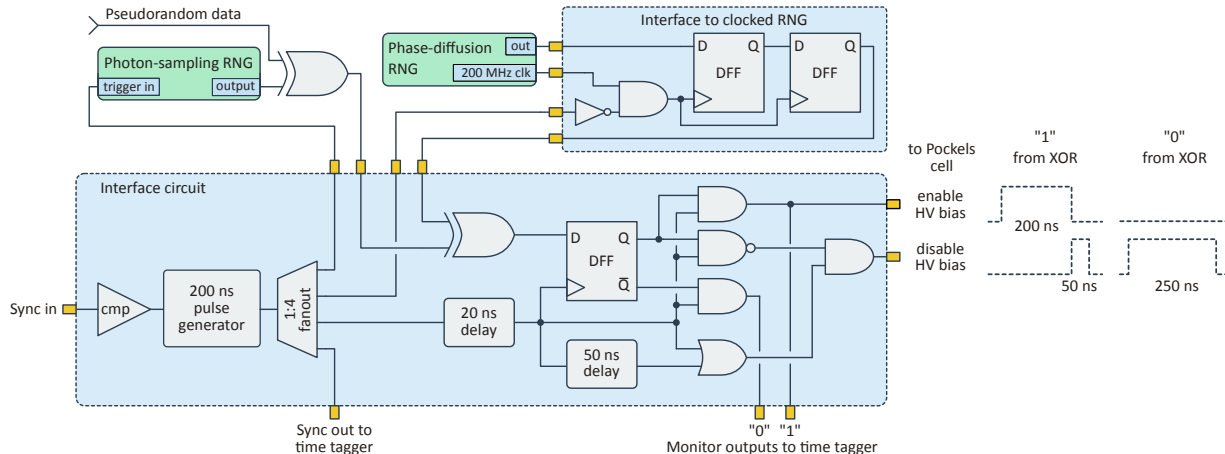 Pseudorandom data
Photon-sampling RNG
trigger in
output
Phase-diffusion
RNG
out
200 MHz clk
Interface to clocked RNG
D
Q
DFF
D
Q
DFF
Interface circuit
Sync in
cmp
200 ns
pulse
generator
1:4
fanout
20 ns
delay
50 ns
delay
D
Q
DFF
Q̅
to Pockels
cell
enable
HV bias
disable
HV bias
"1"
from XOR
"0"
from XOR
200 ns
50 ns
250 ns
Sync out to
time tagger
"0" "1"
Monitor outputs to time tagger